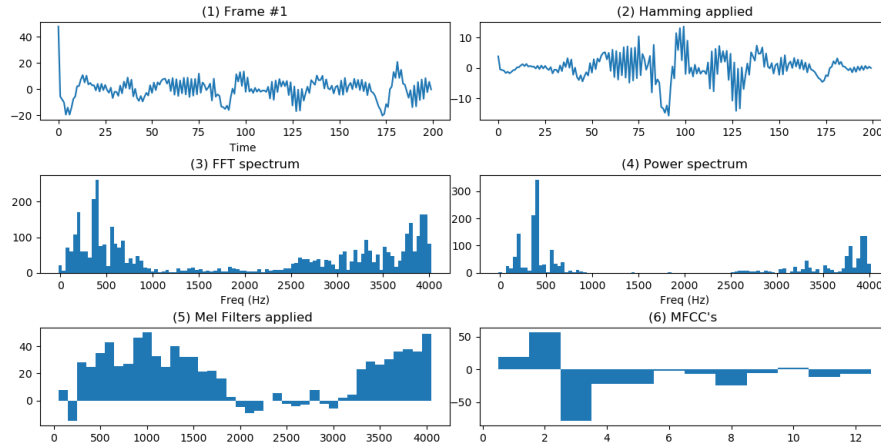 (1) Frame #1
(2) Hamming applied
40
20
0
−20
10
0
−10
0 25 50 75 100 125 150 175 200
0 25 50 75 100 125 150 175 200
Time
(3) FFT spectrum
(4) Power spectrum
200
100
0
300
200
100
0
0 500 1000 1500 2000 2500 3000 3500 4000
0 500 1000 1500 2000 2500 3000 3500 4000
Freq (Hz)
Freq (Hz)
(5) Mel Filters applied
(6) MFCC's
40
20
0
50
0
−50
0 500 1000 1500 2000 2500 3000 3500 4000
0 2 4 6 8 10 12